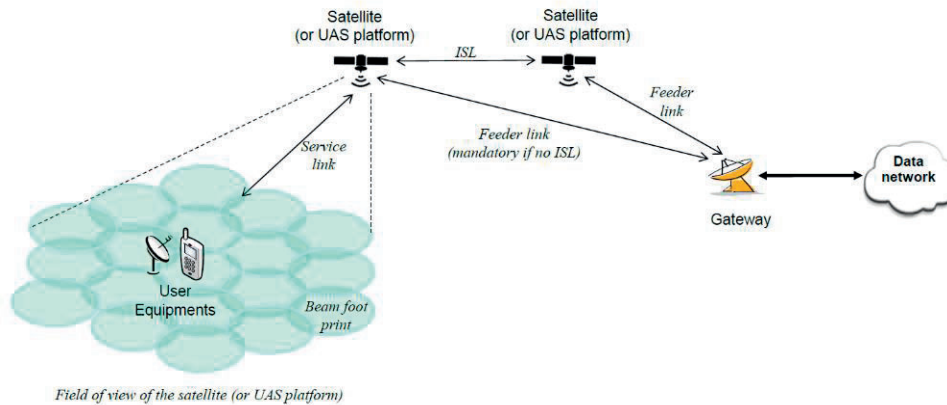 Satellite
(or UAS platform)
Satellite
(or UAS platform)
ISL
Feeder
link
Feeder link
(mandatory if no ISL)
Service
link
Data
network
Gateway
User
Equipments
Beam foot
print
Field of view of the satellite (or UAS platform)